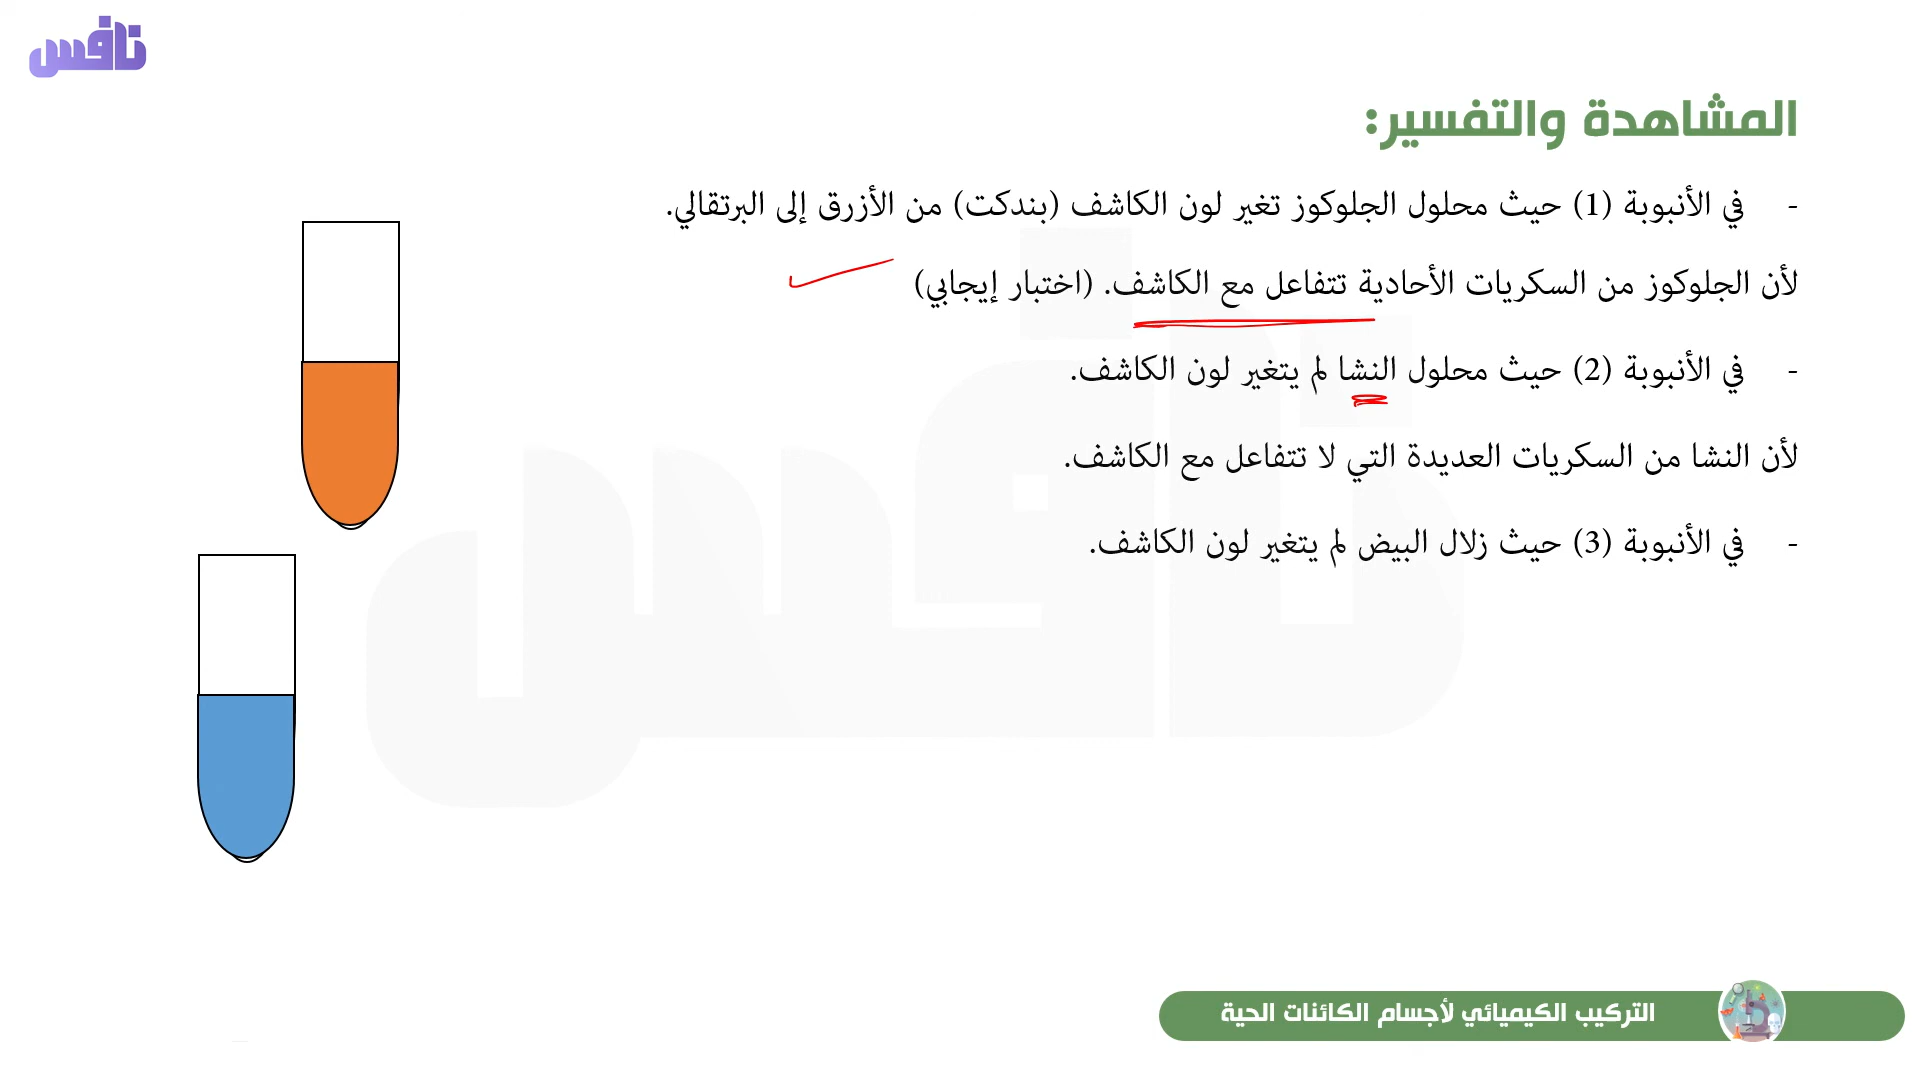 نافس
المشاهدة والتفسير:
- في الأنبوبة (1) حيث محلول الجلوكوز تغير لون الكاشف (بندكت) من الأزرق إلى البرتقالي.
لأن الجلوكوز من السكريات الأحادية تتفاعل مع الكاشف. (اختبار إيجابي)
- في الأنبوبة (2) حيث محلول النشا لم يتغير لون الكاشف.
لأن النشا من السكريات العديدة التي لا تتفاعل مع الكاشف.
- في الأنبوبة (3) حيث زلال البيض لم يتغير لون الكاشف.
التركيب الكيميائي لأجسام الكائنات الحية